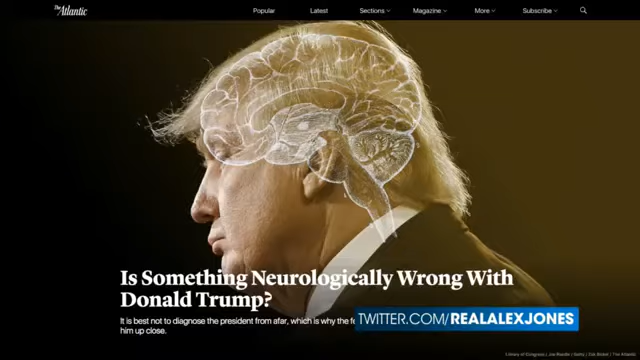 The Atlantic
Popular Latest Sections Magazine More Subscribe
Is Something Neurologically Wrong With
Donald Trump?
It is best not to diagnose the president from afar, which is why the
him up close.
TWITTER.COM/REALALEXJONES